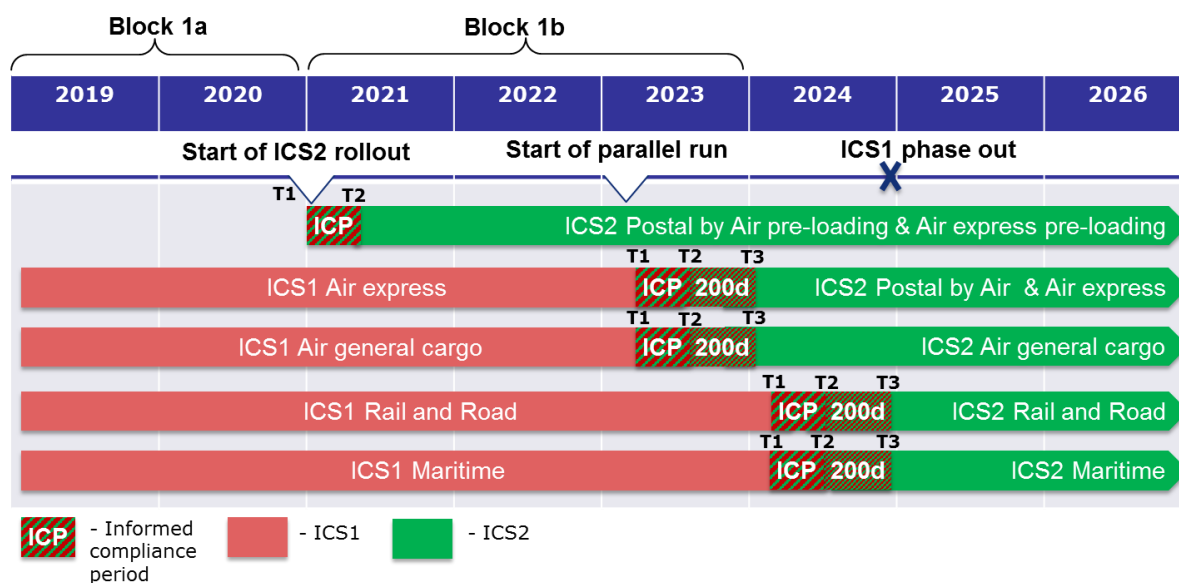 Block 1a
Block 1b
2019 2020 2021 2022 2023 2024 2025 2026
Start of ICS2 rollout
Start of parallel run
ICS1 phase out
T1 T2
ICP ICS2 Postal by Air pre-loading & Air express pre-loading
T1 T2 T3
ICS1 Air express ICP 200d ICS2 Postal by Air & Air express
T1 T2 T3
ICS1 Air general cargo ICP 200d ICS2 Air general cargo
T1 T2 T3
ICS1 Rail and Road ICP 200d ICS2 Rail and Road
T1 T2 T3
ICS1 Maritime ICP 200d ICS2 Maritime
ICP - Informed
compliance
period
- ICS1
- ICS2